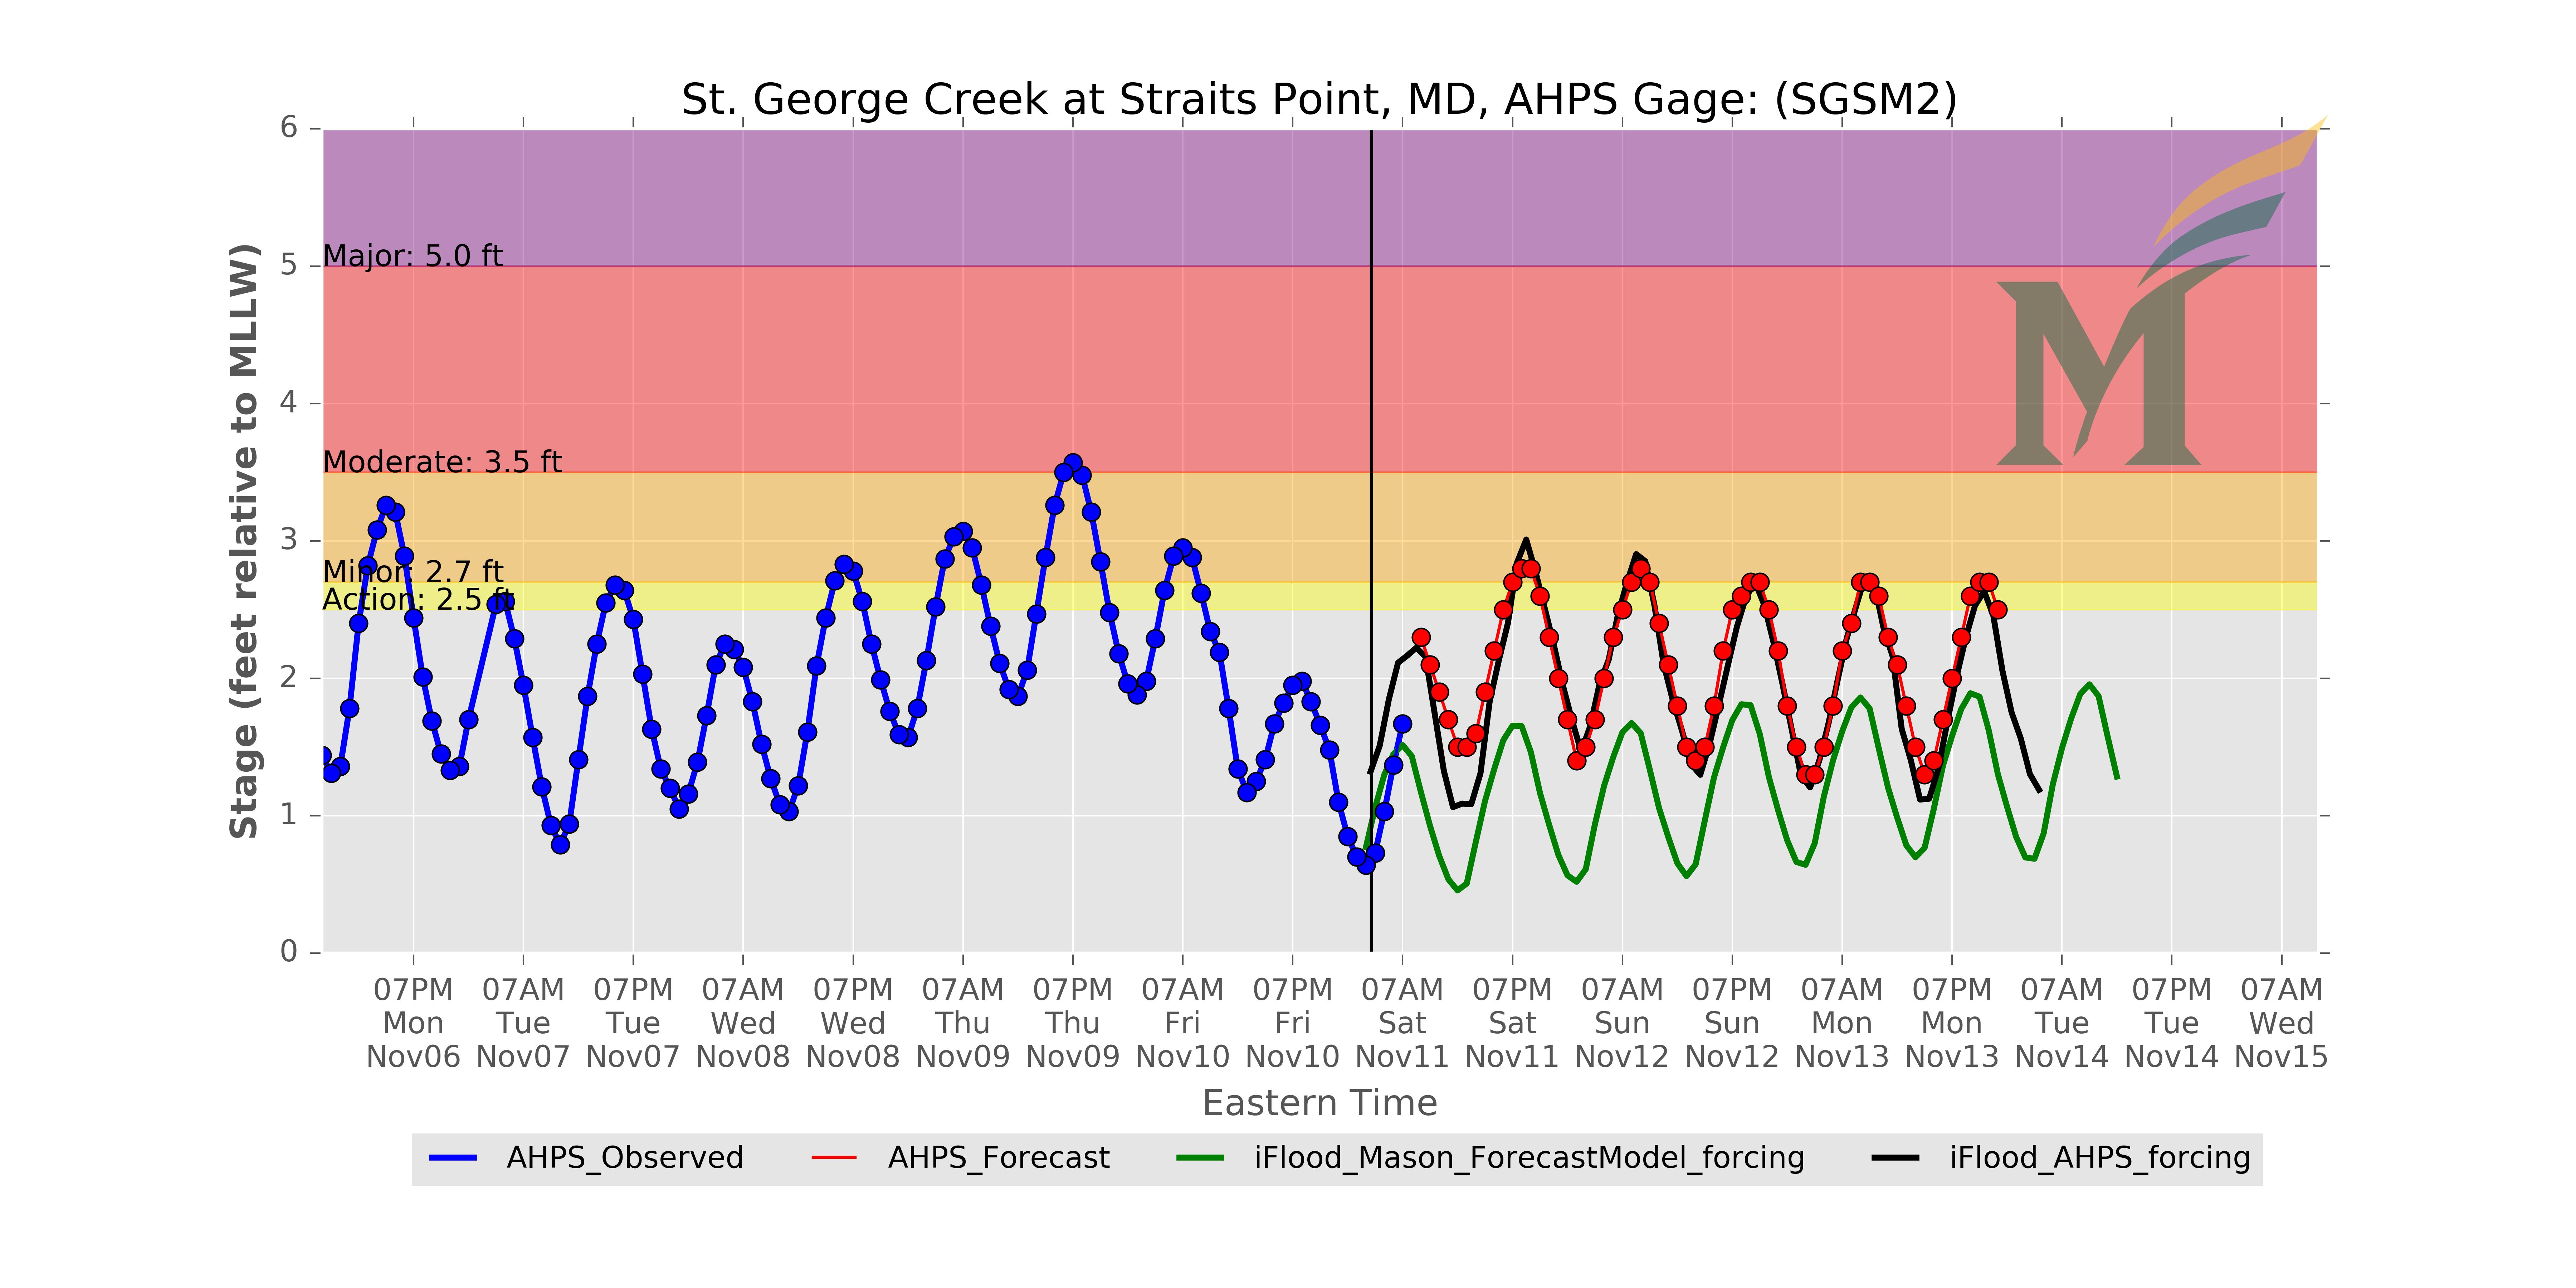 St. George Creek at Straits Point, MD, AHPS Gage: (SGSM2)
Stage (feet relative to MLLW)
6
5
4
3
2
1
0
Major: 5.0 ft
Moderate: 3.5 ft
Minor: 2.7 ft
Action: 2.5 ft
M
07PM 07AM 07PM 07AM 07PM 07AM 07PM 07AM 07PM 07AM 07PM 07AM 07PM 07AM 07PM 07AM 07PM 07AM
Mon Tue Tue Wed Wed Thu Thu Fri Fri Sat Sat Sun Sun Mon Mon Tue Tue Wed
Nov06 Nov07 Nov07 Nov08 Nov08 Nov09 Nov09 Nov10 Nov10 Nov11 Nov11 Nov12 Nov12 Nov13 Nov13 Nov14 Nov14 Nov15
Eastern Time
AHPS_Observed AHPS_Forecast iFlood_Mason_ForecastModel_forcing iFlood_AHPS_forcing